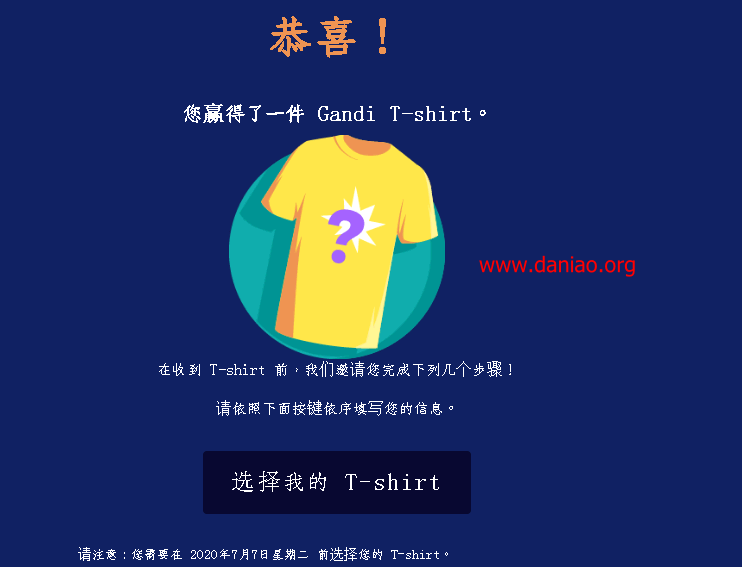 恭喜！
您赢得了一件 Gandi T-shirt。
?
www.daniao.org
在收到 T-shirt 前，我们邀请您完成下列几个步骤！
请依照下面按键依序填写您的信息。
选择我的 T-shirt
请注意：您需要在 2020年7月7日星期二 前选择您的 T-shirt。